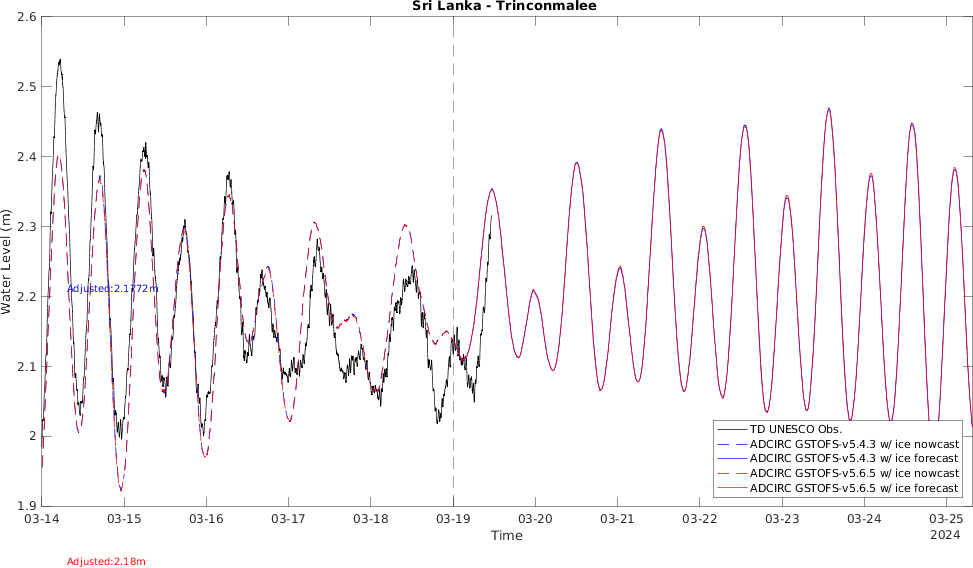 Sri Lanka - Trinconmalee
2.6
2.5
2.4
2.3
2.2
2.1
2
1.9
Water Level (m)
Adjusted:2.1772m
TD UNESCO Obs.
ADCIRC GSTOFS-v5.4.3 w/ ice nowcast
ADCIRC GSTOFS-v5.4.3 w/ ice forecast
ADCIRC GSTOFS-v5.6.5 w/ ice nowcast
ADCIRC GSTOFS-v5.6.5 w/ ice forecast
03-14 03-15 03-16 03-17 03-18 03-19 03-20 03-21 03-22 03-23 03-24 03-25
2024
Time
Adjusted:2.18m